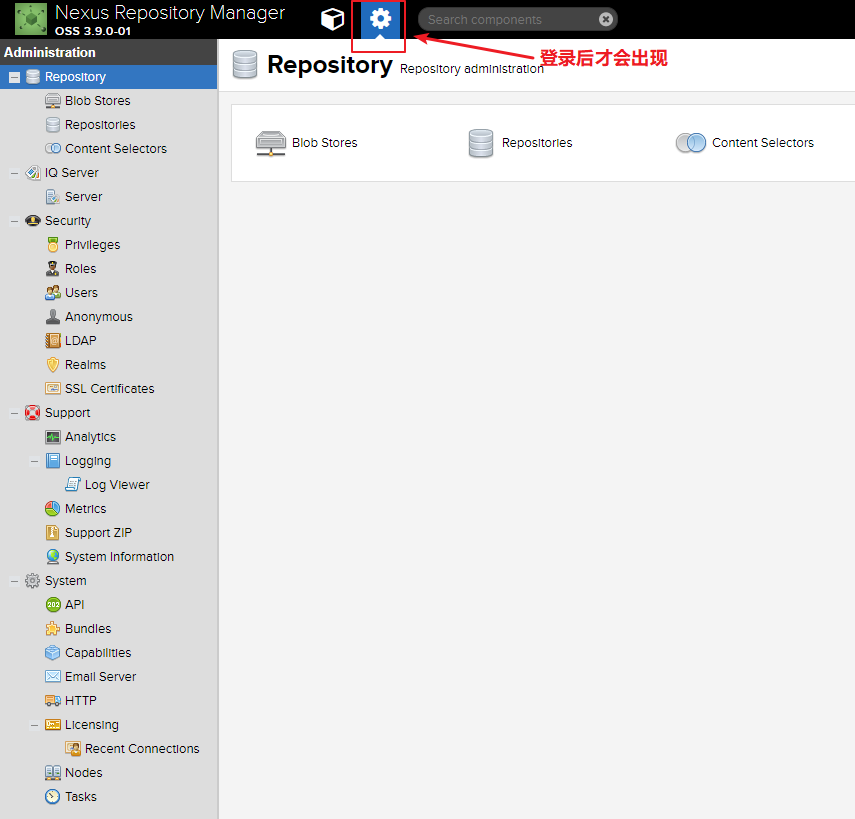 Nexus Repository Manager
OSS 3.9.0-01
Search components
登录后才会出现
Administration
Repository
Blob Stores
Repositories
Content Selectors
IQ Server
Server
Security
Privileges
Roles
Users
Anonymous
LDAP
Realms
SSL Certificates
Support
Analytics
Logging
Log Viewer
Metrics
Support ZIP
System Information
System
202 API
Bundles
Capabilities
Email Server
HTTP
Licensing
Recent Connections
Nodes
Tasks
Repository Repository administration
Blob Stores Repositories Content Selectors